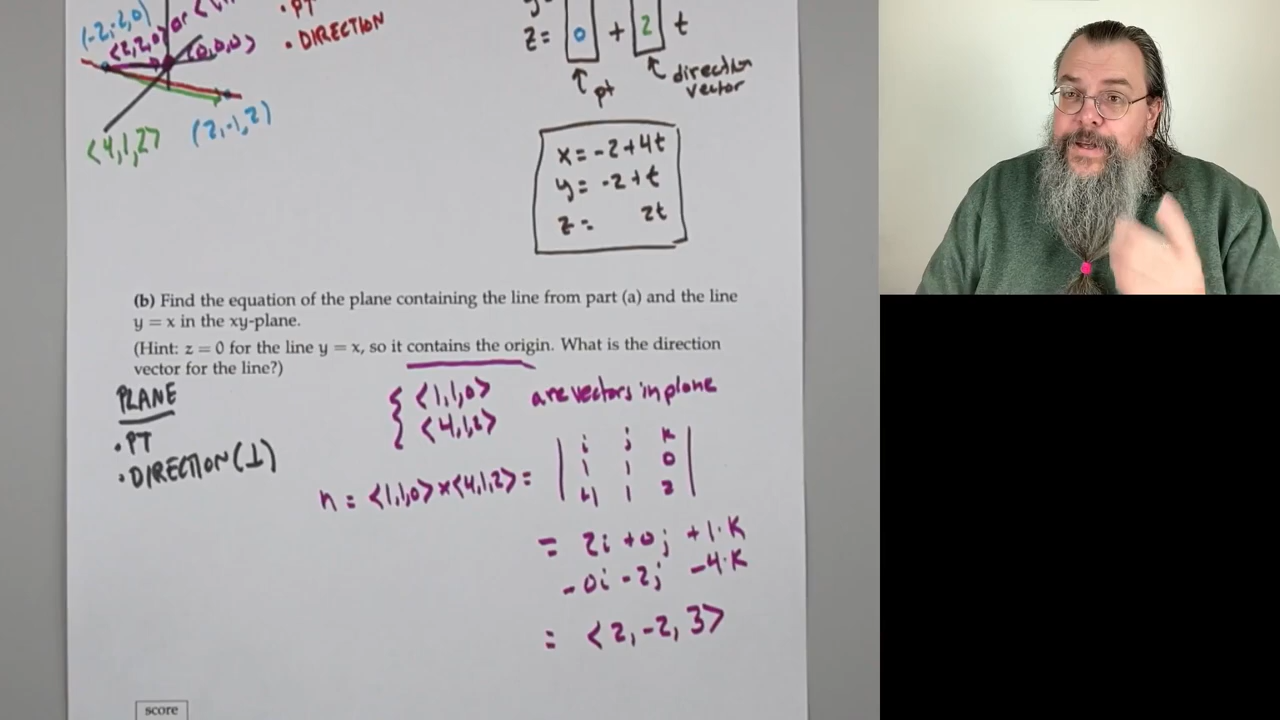 (-2,-2,0)
<2,2,0> or <1,
(0,0,0)
<4,1,2>
(2,-1,2)
• PT
• DIRECTION
z = 0 + 2 t
↑ pt
↑ direction vector
x = -2+4t
y = -2+t
z = 2t
(b) Find the equation of the plane containing the line from part (a) and the line
y = x in the xy-plane.
(Hint: z = 0 for the line y = x, so it contains the origin. What is the direction
vector for the line?)
PLANE
• PT
• DIRECTION (⊥)
{ <1,1,0> are vectors in plane
<4,1,2>
n = <1,1,0> × <4,1,2> =
| i j k |
| 1 1 0 |
| 4 1 2 |
= 2i +0j +1·k
-0i -2j -4·k
= <2,-2,3>
score